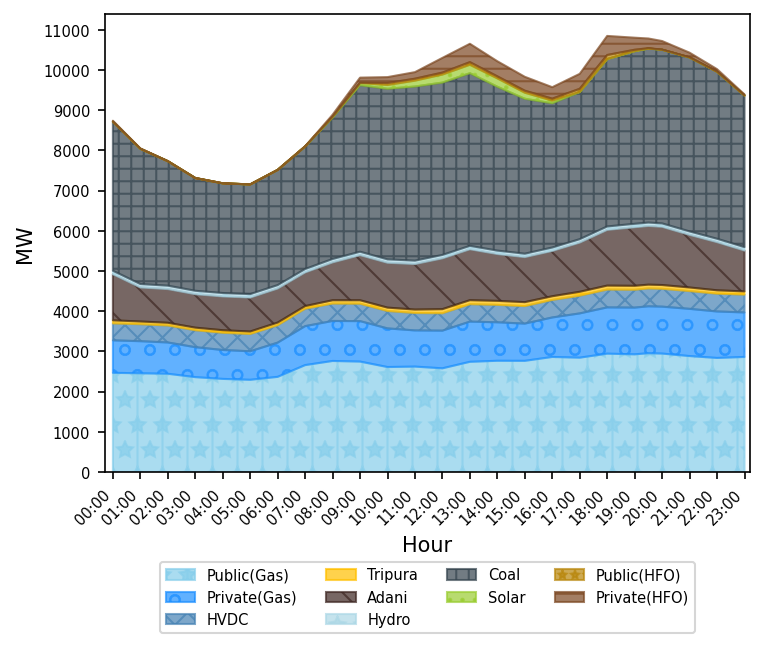 11000
10000
9000
8000
7000
6000
5000
4000
3000
2000
1000
0
MW
00:00 01:00 02:00 03:00 04:00 05:00 06:00 07:00 08:00 09:00 10:00 11:00 12:00 13:00 14:00 15:00 16:00 17:00 18:00 19:00 20:00 21:00 22:00 23:00
Hour
Public(Gas) Tripura Coal Public(HFO)
Private(Gas) Adani Solar Private(HFO)
HVDC Hydro